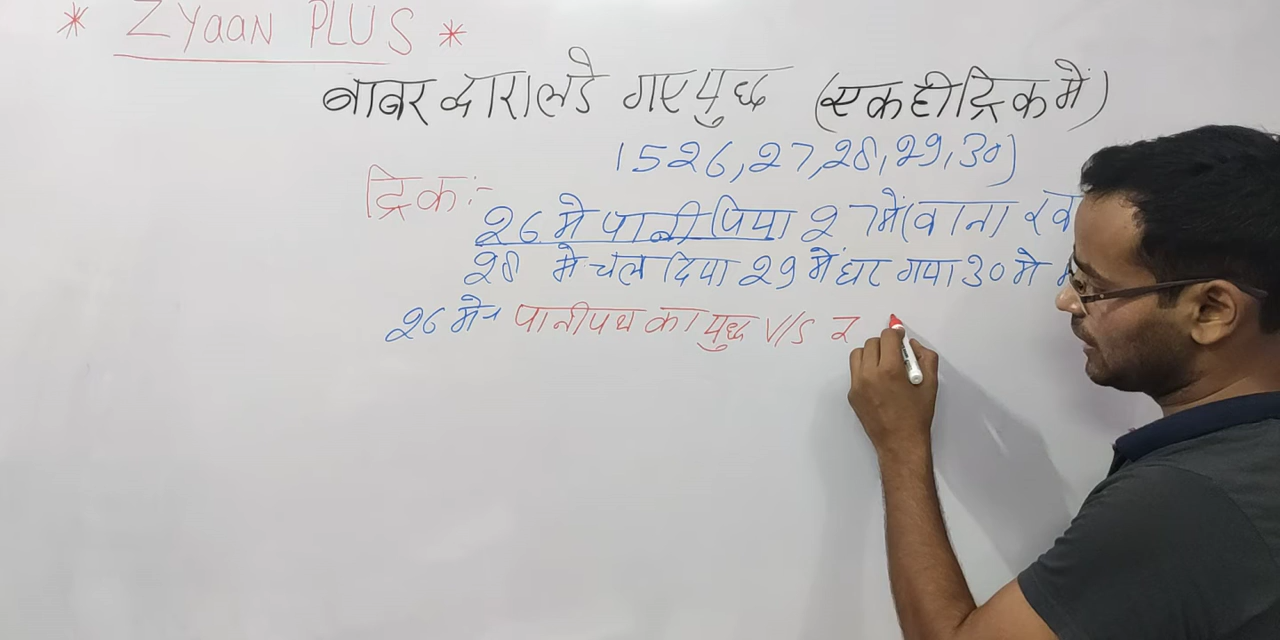 * ZYaaN PLUS *
बाबर द्वारा लडे गए युद्ध (एक ही ट्रिक में)
1526,27,28,29,30)
ट्रिक:-
26 मे पानी पिया 27 में खाना
28 मे चल दिया 29 में घर गया 30 मे
26 मे→ पानीपथ का युद्ध V/S